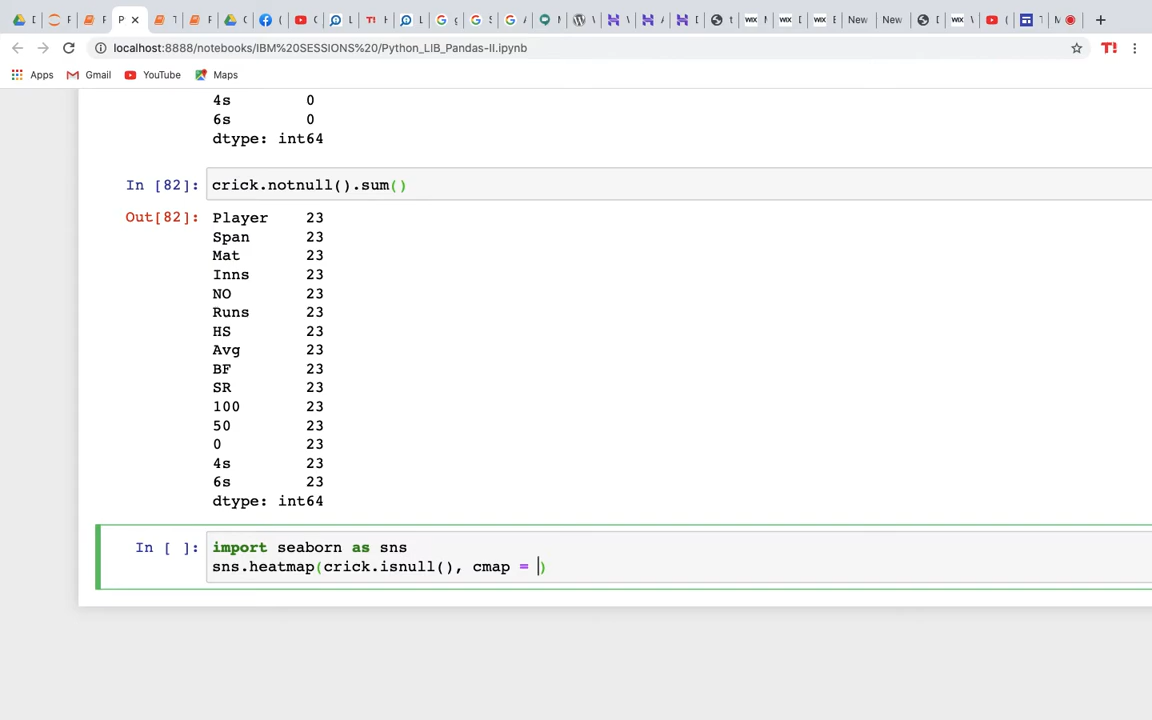 localhost:8888/notebooks/IBM%20SESSIONS%20/Python_LIB_Pandas-II.ipynb
Apps Gmail YouTube Maps
4s 0
6s 0
dtype: int64
In [82]: crick.notnull().sum()
Out[82]: Player 23
Span 23
Mat 23
Inns 23
NO 23
Runs 23
HS 23
Avg 23
BF 23
SR 23
100 23
50 23
0 23
4s 23
6s 23
dtype: int64
In [ ]: import seaborn as sns
sns.heatmap(crick.isnull(), cmap = )